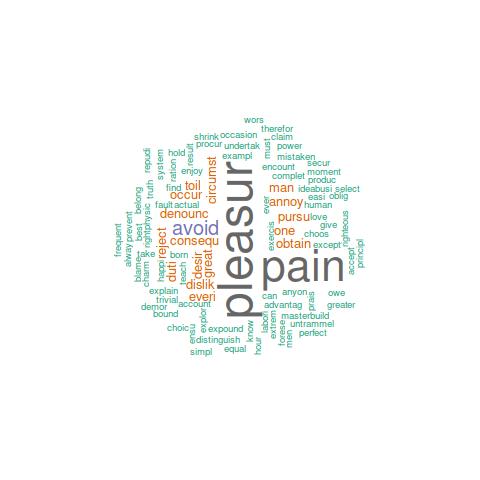 wors
therefor
shrink occasion claim
procur undertak must power
result exampl mistaken
hold encount secur
system enjoy complet moment
repudi ration circumst produc
find toil man ideabusi select
truth occur ever annoy easi oblig
belong fault actual pleasur human
denounc pursu love
physic avoid exercis one give righteous
best right consequ choos
prevent reject obtain except
frequent alway take born great pain accept principl
blame happi desir
charm duti teach dislik
explain everi can anyon prais owe
trivial account advantag greater
demor masterbuild
bound explor labori extrem untrammel
choic expound know forese perfect
ensu distinguish hour men
simpl equal